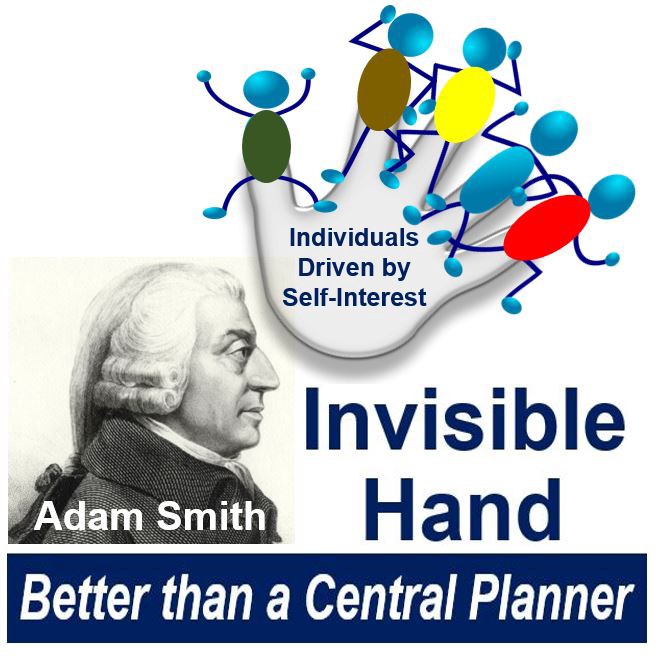 Individuals
Driven by
Self-Interest
Adam Smith
Invisible
Hand
Better than a Central Planner